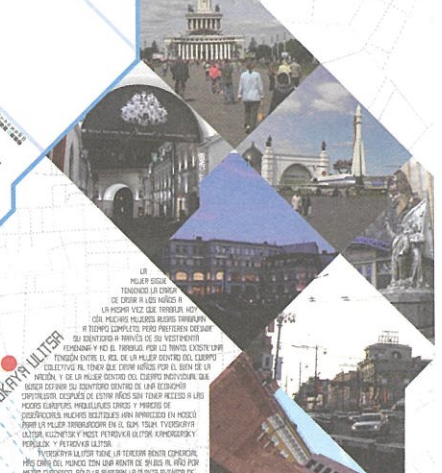 LA
MUJER SIGUE
TENIENDO LA CARGA
DE CRIAR A LOS NIÑOS A
LA MISMA VEZ QUE TRABAJA. HOY
DÍA, MUCHAS MUJERES RUSAS TRABAJAN
A TIEMPO COMPLETO, PERO PREFIEREN
SU IDENTIDAD A TRAVÉS DE SU VESTIMENTA
FEMENINA Y NO EL TRABAJO. POR LO TANTO, EXISTE UNA
TENSIÓN ENTRE EL ROL DE LA MUJER DENTRO DEL CUERPO
COLECTIVO AL TENER QUE CRIAR NIÑOS POR EL BIEN DE LA
NACIÓN, Y DE LA MUJER DENTRO DEL CUERPO INDIVIDUAL QUE
BUSCA DEFINIR SU IDENTIDAD DENTRO DE UNA ECONOMÍA
CAPITALISTA. DESPUÉS DE ESTAR AÑOS SIN TENER ACCESO A LAS
MODAS EUROPEAS, MAQUILLAJES CAROS Y MARCAS DE
DISEÑADORES, MUCHAS BOUTIQUES HAN APARECIDO EN MOSCÚ
PARA LA MUJER TRABAJADORA EN EL GUM, TSUM, TVERSKAYA
ULITSA, KUZNETSKY MOST, PETROVKA ULITSA, KAMERGERSKY
PEREULOK Y PETROVKA ULITSA.
TVERSKAYA ULITSA TIENE LA TERCERA RENTA COMERCIAL
MÁS CARA DEL MUNDO CON UNA RENTA DE AL AÑO POR
SKAYA ULITSA